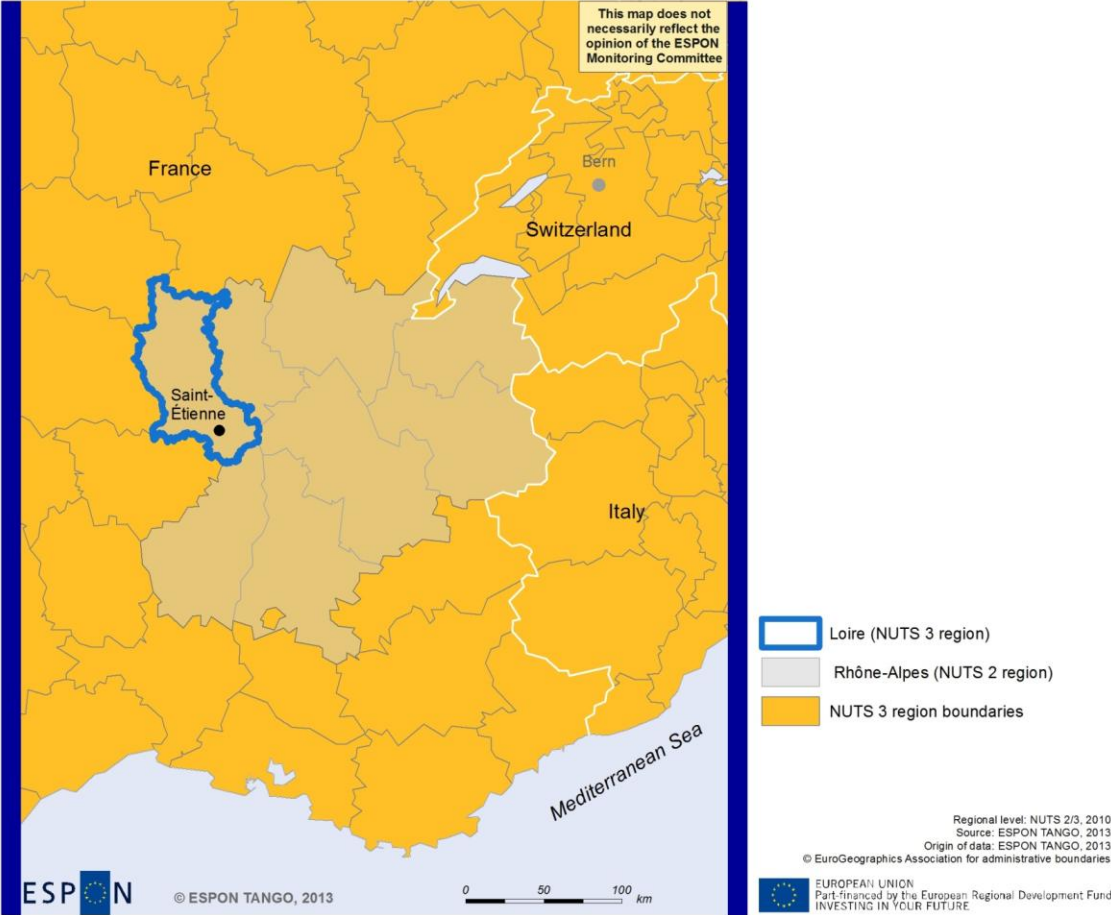 This map does not
necessarily reflect the
opinion of the ESPON
Monitoring Committee
France
Bern
Switzerland
Saint-
Étienne
Italy
Loire (NUTS 3 region)
Rhône-Alpes (NUTS 2 region)
NUTS 3 region boundaries
Mediterranean Sea
Regional level: NUTS 2/3, 2010
Source: ESPON TANGO, 2013
Origin of data: ESPON TANGO, 2013
© EuroGeographics Association for administrative boundaries
ESPON
© ESPON TANGO, 2013
0 50 100
km
EUROPEAN UNION
Part-financed by the European Regional Development Fund
INVESTING IN YOUR FUTURE